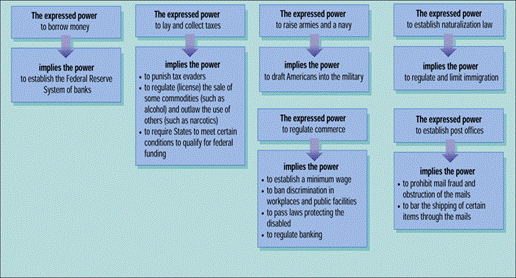 The expressed power
to borrow money
implies the power
to establish the Federal Reserve
System of banks
The expressed power
to lay and collect taxes
implies the power
• to punish tax evaders
• to regulate (license) the sale of
some commodities (such as
alcohol) and outlaw the use of
others (such as narcotics)
• to require States to meet certain
conditions to qualify for federal
funding
The expressed power
to raise armies and a navy
implies the power
to draft Americans into the military
The expressed power
to establish naturalization law
implies the power
to regulate and limit immigration
The expressed power
to regulate commerce
implies the power
• to establish a minimum wage
• to ban discrimination in
workplaces and public facilities
• to pass laws protecting the
disabled
• to regulate banking
The expressed power
to establish post offices
implies the power
• to prohibit mail fraud and
obstruction of the mails
• to bar the shipping of certain
items through the mails